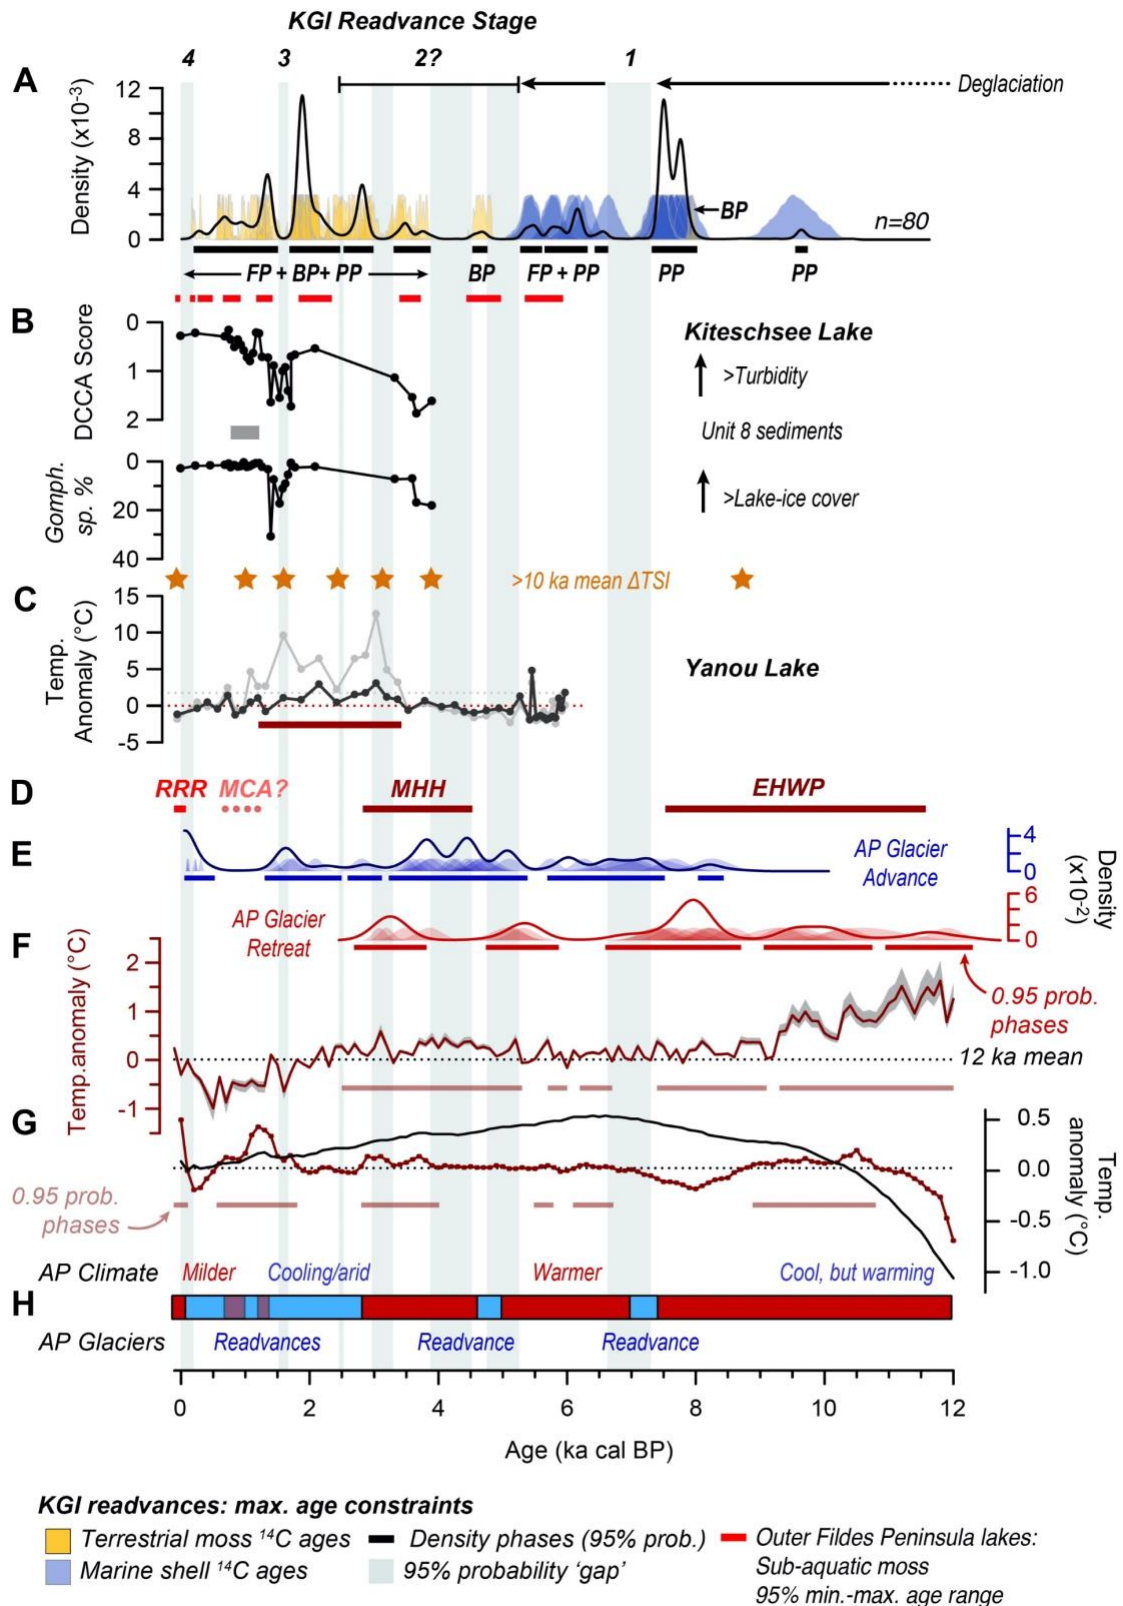 KGI Readvance Stage
4 3 2? 1
A
Density (x10⁻³)
12
8
4
0
Deglaciation
BP
n=80
FP + BP+ PP
BP
FP + PP
PP
PP
B
DCCA Score
0
1
2
Kiteschsee Lake
>Turbidity
Unit 8 sediments
Gomph.
sp. %
0
20
40
>Lake-ice cover
>10 ka mean ΔTSI
C
Temp.
Anomaly (°C)
15
10
5
0
-5
Yanou Lake
D
RRR
MCA?
MHH
EHWP
E
AP Glacier
Advance
4
0
Density
(x10⁻²)
6
0
AP Glacier
Retreat
F
Temp.anomaly (°C)
2
1
0
-1
0.95 prob.
phases
12 ka mean
G
0.5
0.0
-0.5
-1.0
Temp.
anomaly (°C)
0.95 prob.
phases
AP Climate
Milder
Cooling/arid
Warmer
Cool, but warming
H
AP Glaciers
Readvances
Readvance
Readvance
0 2 4 6 8 10 12
Age (ka cal BP)
KGI readvances: max. age constraints
Terrestrial moss ¹⁴C ages
Density phases (95% prob.)
Outer Fildes Peninsula lakes:
Marine shell ¹⁴C ages
95% probability ‘gap’
Sub-aquatic moss
95% min.-max. age range